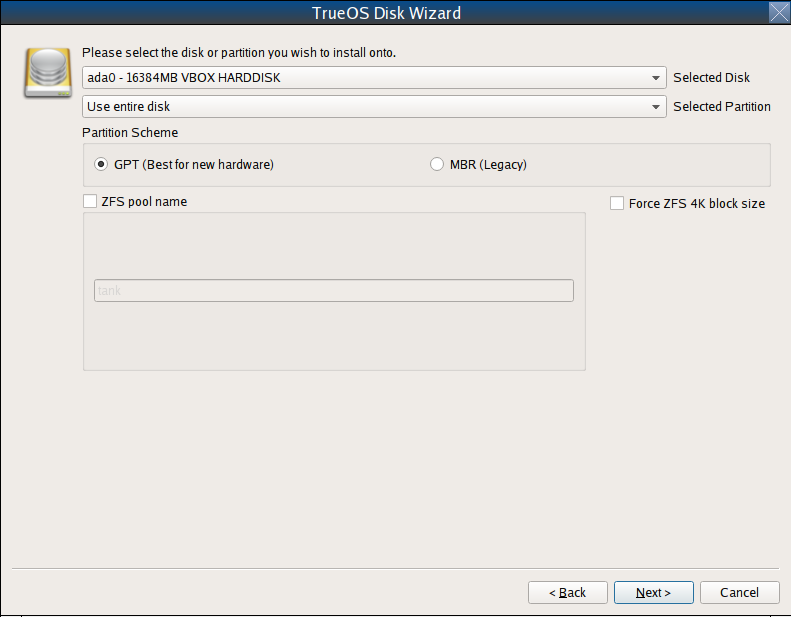 TrueOS Disk Wizard
Please select the disk or partition you wish to install onto.
ada0 - 16384MB VBOX HARDDISK Selected Disk
Use entire disk Selected Partition
Partition Scheme
GPT (Best for new hardware) MBR (Legacy)
ZFS pool name Force ZFS 4K block size
tank
< Back Next > Cancel